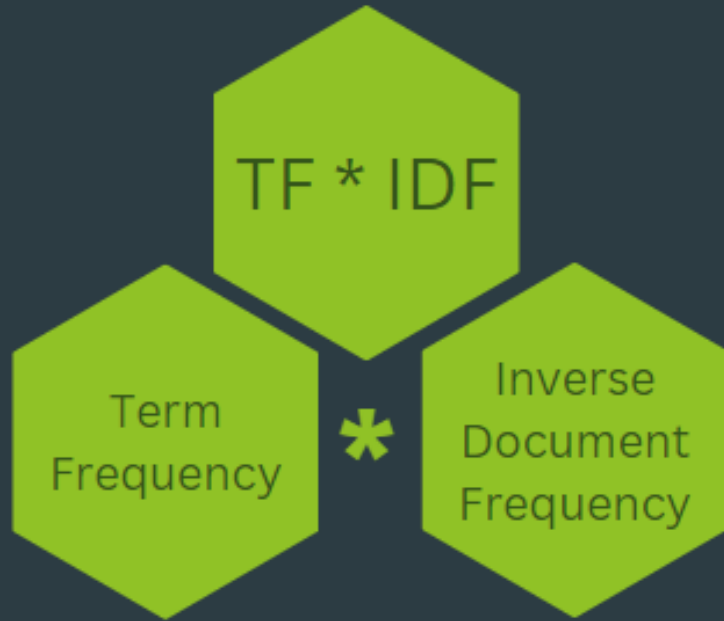 TF * IDF
Term
Frequency
*
Inverse
Document
Frequency